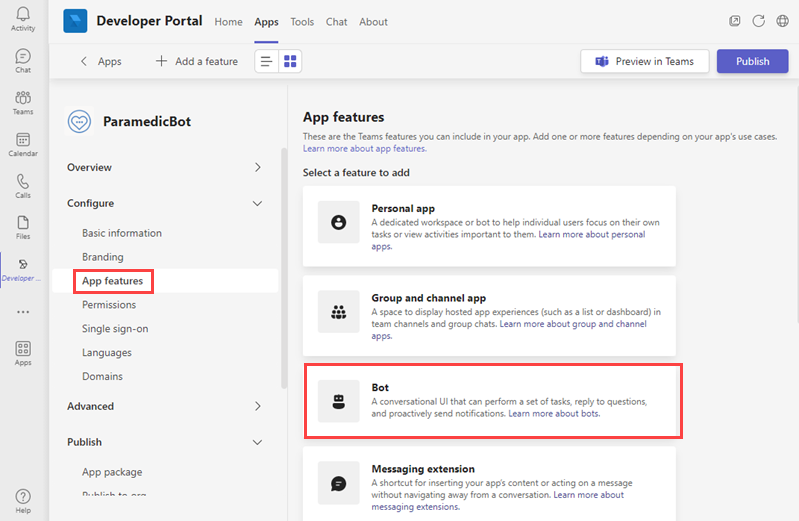 Activity
Chat
Teams
Calendar
Calls
Files
Developer ...
Apps
Help
Developer Portal
Home
Apps
Tools
Chat
About
Apps
Add a feature
Preview in Teams
Publish
ParamedicBot
Overview
Configure
Basic information
Branding
App features
Permissions
Single sign-on
Languages
Domains
Advanced
Publish
App package
Publish to org
App features
These are the Teams features you can include in your app. Add one or more features depending on your app's use cases.
Learn more about app features.
Select a feature to add
Personal app
A dedicated workspace or bot to help individual users focus on their own
tasks or view activities important to them. Learn more about personal
apps.
Group and channel app
A space to display hosted app experiences (such as a list or dashboard) in
team channels and group chats. Learn more about group and channel
apps.
Bot
A conversational UI that can perform a set of tasks, reply to questions,
and proactively send notifications. Learn more about bots.
Messaging extension
A shortcut for inserting your app's content or acting on a message
without navigating away from a conversation. Learn more about
messaging extensions.